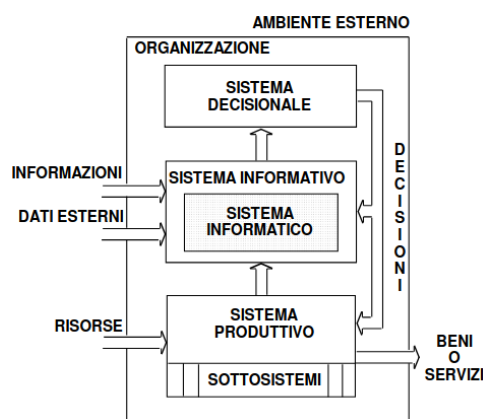 AMBIENTE ESTERNO
ORGANIZZAZIONE
SISTEMA
DECISIONALE
INFORMAZIONI
SISTEMA INFORMATIVO
DATI ESTERNI
SISTEMA
INFORMATICO
DECISIONI
RISORSE
SISTEMA
PRODUTTIVO
SOTTOSISTEMI
BENI
O
SERVIZI